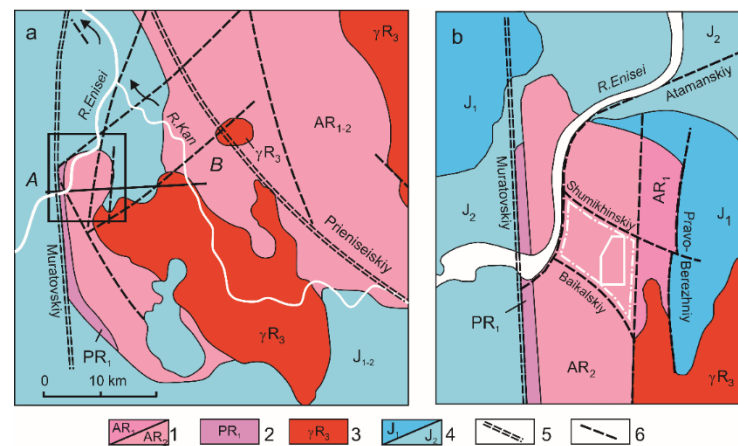 a
γR3
R.Enisei
R.Kan
AR1-2
B
γR3
A
Muratovskiy
Prieniseiskiy
PR1
γR3
J1-2
0 10 km
b
J2
R.Enisei
Atamanskiy
J1
AR1
J2
Muratovskiy
Shumikhinskiy
J1
Pravo-
Berezhniy
Baikalskiy
PR1
AR2
γR3
AR1 AR2 1 PR1 2 γR3 3 J1 J2 4 5 6